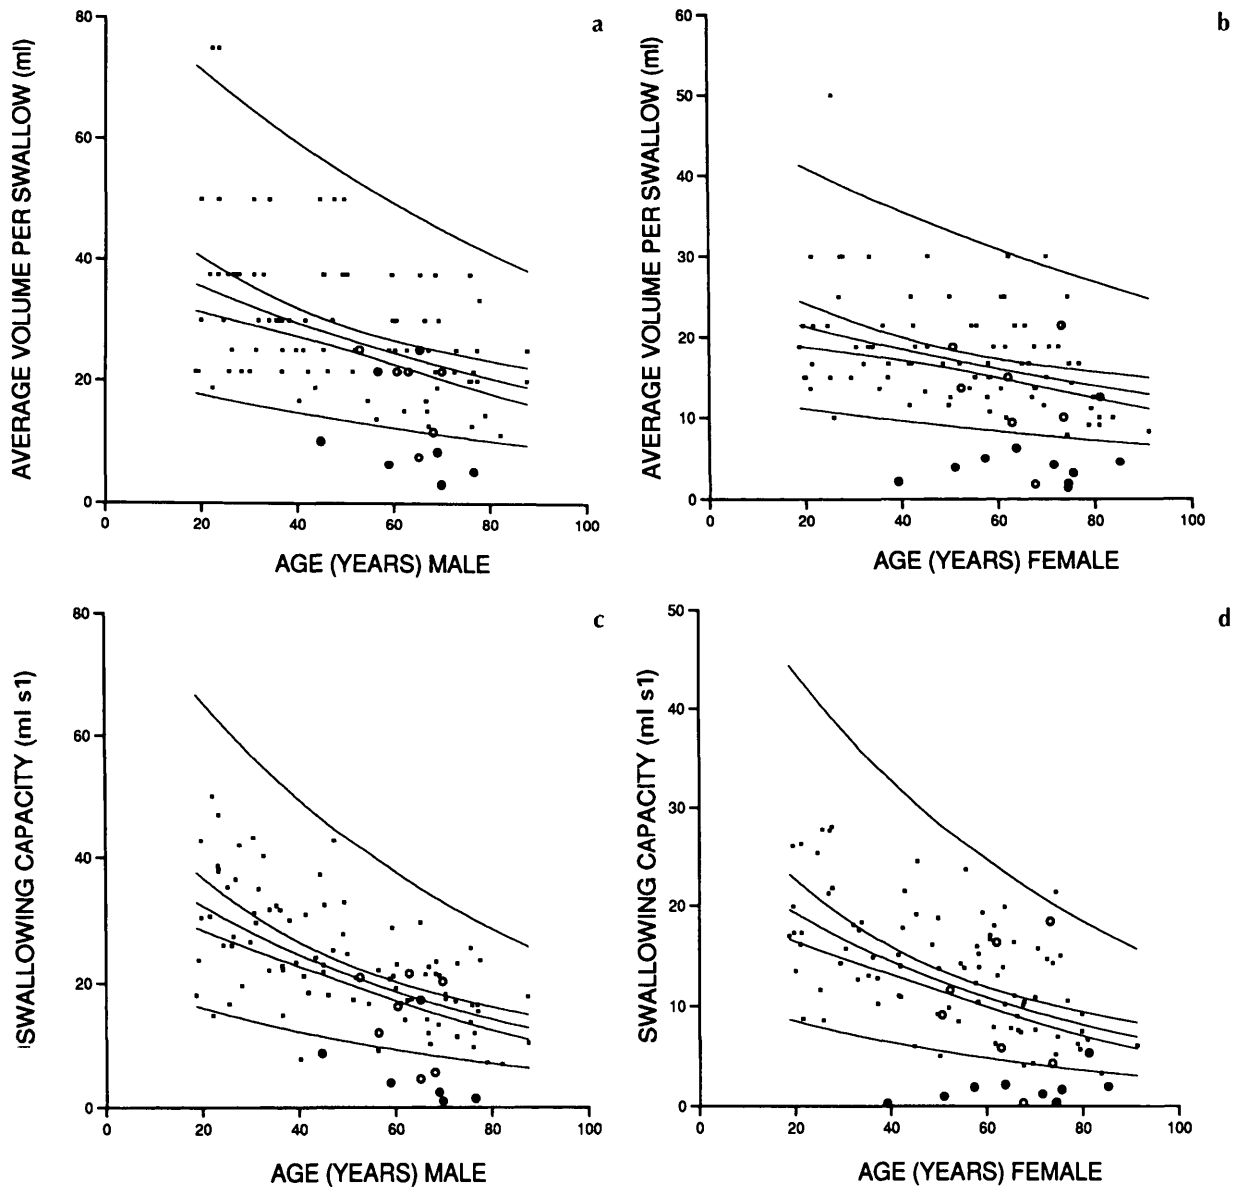 a
AVERAGE VOLUME PER SWALLOW (ml)
80
60
40
20
0
0 20 40 60 80 100
AGE (YEARS) MALE
b
AVERAGE VOLUME PER SWALLOW (ml)
60
50
40
30
20
10
0
0 20 40 60 80 100
AGE (YEARS) FEMALE
c
SWALLOWING CAPACITY (ml s1)
80
60
40
20
0
0 20 40 60 80 100
AGE (YEARS) MALE
d
SWALLOWING CAPACITY (ml s1)
50
40
30
20
10
0
0 20 40 60 80 100
AGE (YEARS) FEMALE